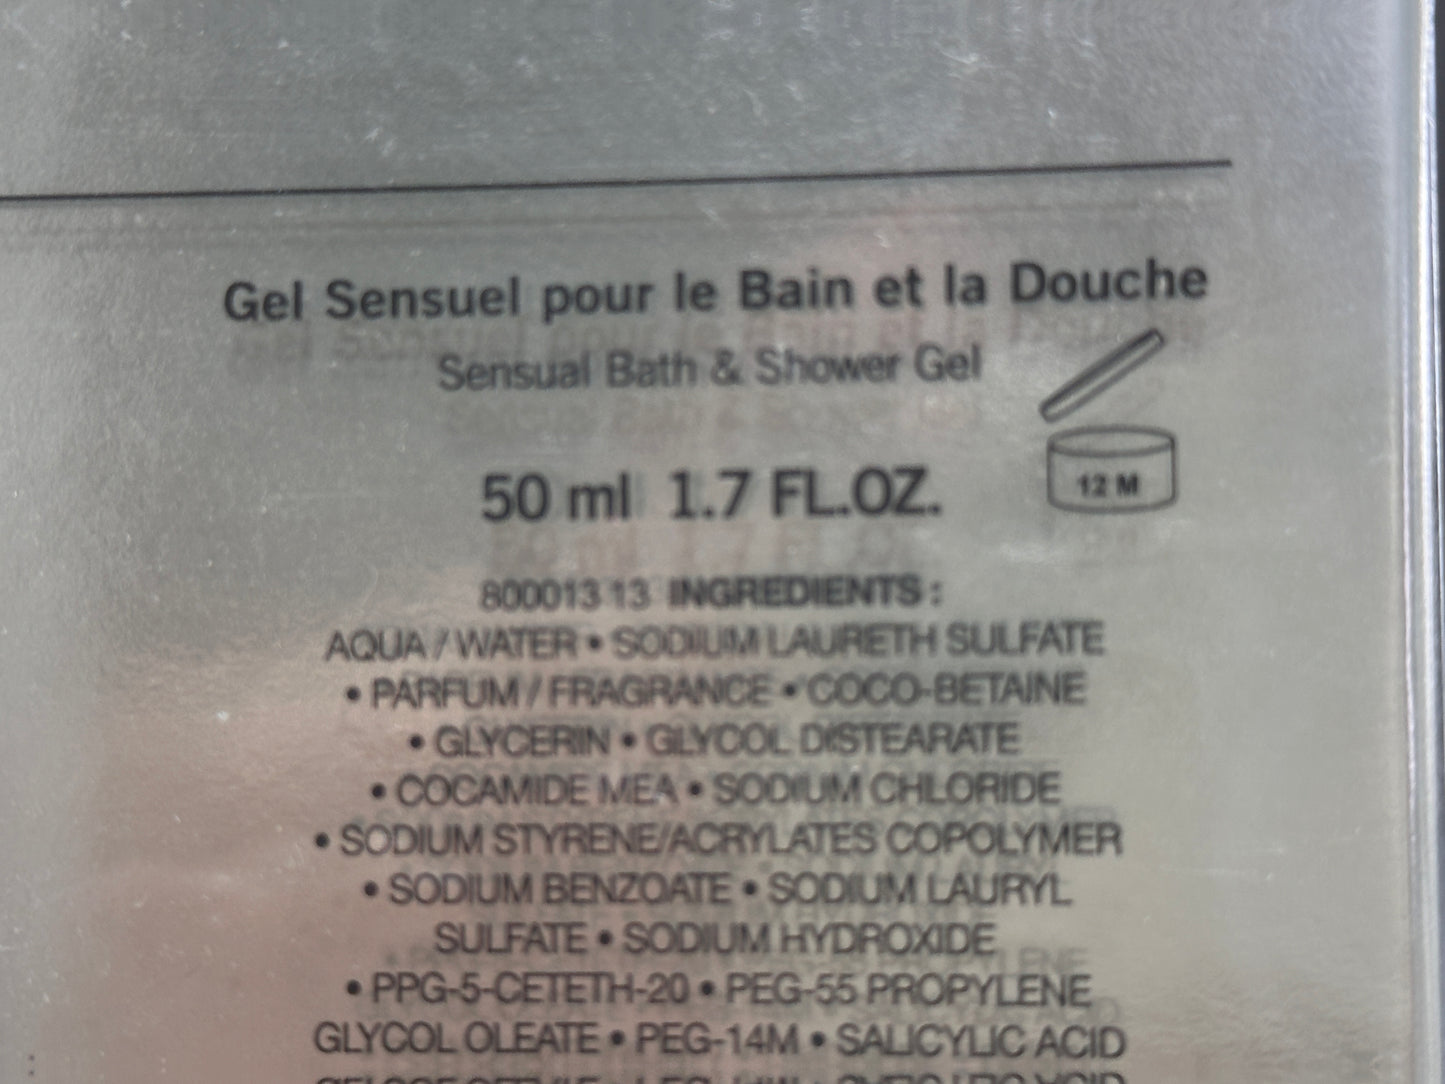 Gel Sensuel pour le Bain et la Douche
Sensual Bath & Shower Gel
50 ml 1.7 FL.OZ.
12 M
800013 13 INGREDIENTS :
AQUA / WATER • SODIUM LAURETH SULFATE
• PARFUM / FRAGRANCE • COCO-BETAINE
• GLYCERIN • GLYCOL DISTEARATE
• COCAMIDE MEA • SODIUM CHLORIDE
• SODIUM STYRENE/ACRYLATES COPOLYMER
• SODIUM BENZOATE • SODIUM LAURYL
SULFATE • SODIUM HYDROXIDE
• PPG-5-CETETH-20 • PEG-55 PROPYLENE
GLYCOL OLEATE • PEG-14M • SALICYLIC ACID